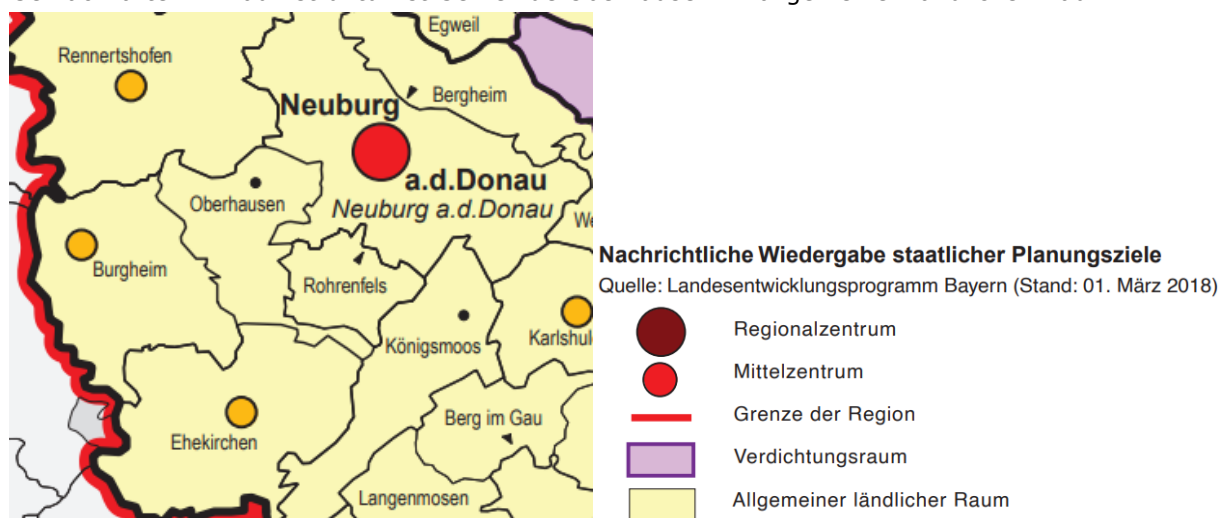 Egweil
Rennertshofen
Bergheim
Neuburg
a.d.Donau
Oberhausen
Neuburg a.d.Donau
We
Burgheim
Rohrenfels
Königsmoos
Karlshul
Berg im Gau
Ehekirchen
Langenmosen
Nachrichtliche Wiedergabe staatlicher Planungsziele
Quelle: Landesentwicklungsprogramm Bayern (Stand: 01. März 2018)
Regionalzentrum
Mittelzentrum
Grenze der Region
Verdichtungsraum
Allgemeiner ländlicher Raum